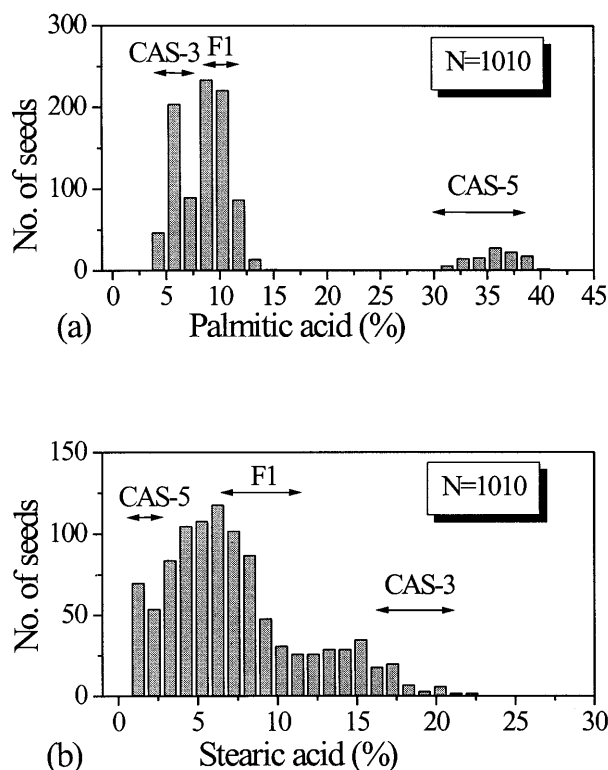 300
CAS-3 F1
N=1010
200
CAS-5
100
0
No. of seeds
0 5 10 15 20 25 30 35 40 45
(a) Palmitic acid (%)
150
F1
N=1010
CAS-5
100
CAS-3
50
0
No. of seeds
0 5 10 15 20 25 30
(b) Stearic acid (%)